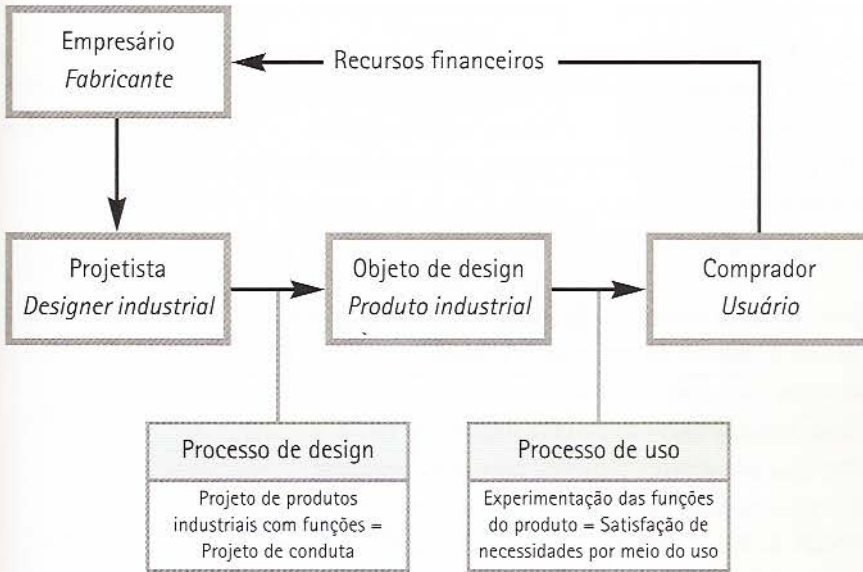 Empresário
Fabricante
Recursos financeiros
Projetista
Designer industrial
Objeto de design
Produto industrial
Comprador
Usuário
Processo de design
Projeto de produtos
industriais com funções =
Projeto de conduta
Processo de uso
Experimentação das funções
do produto = Satisfação de
necessidades por meio do uso